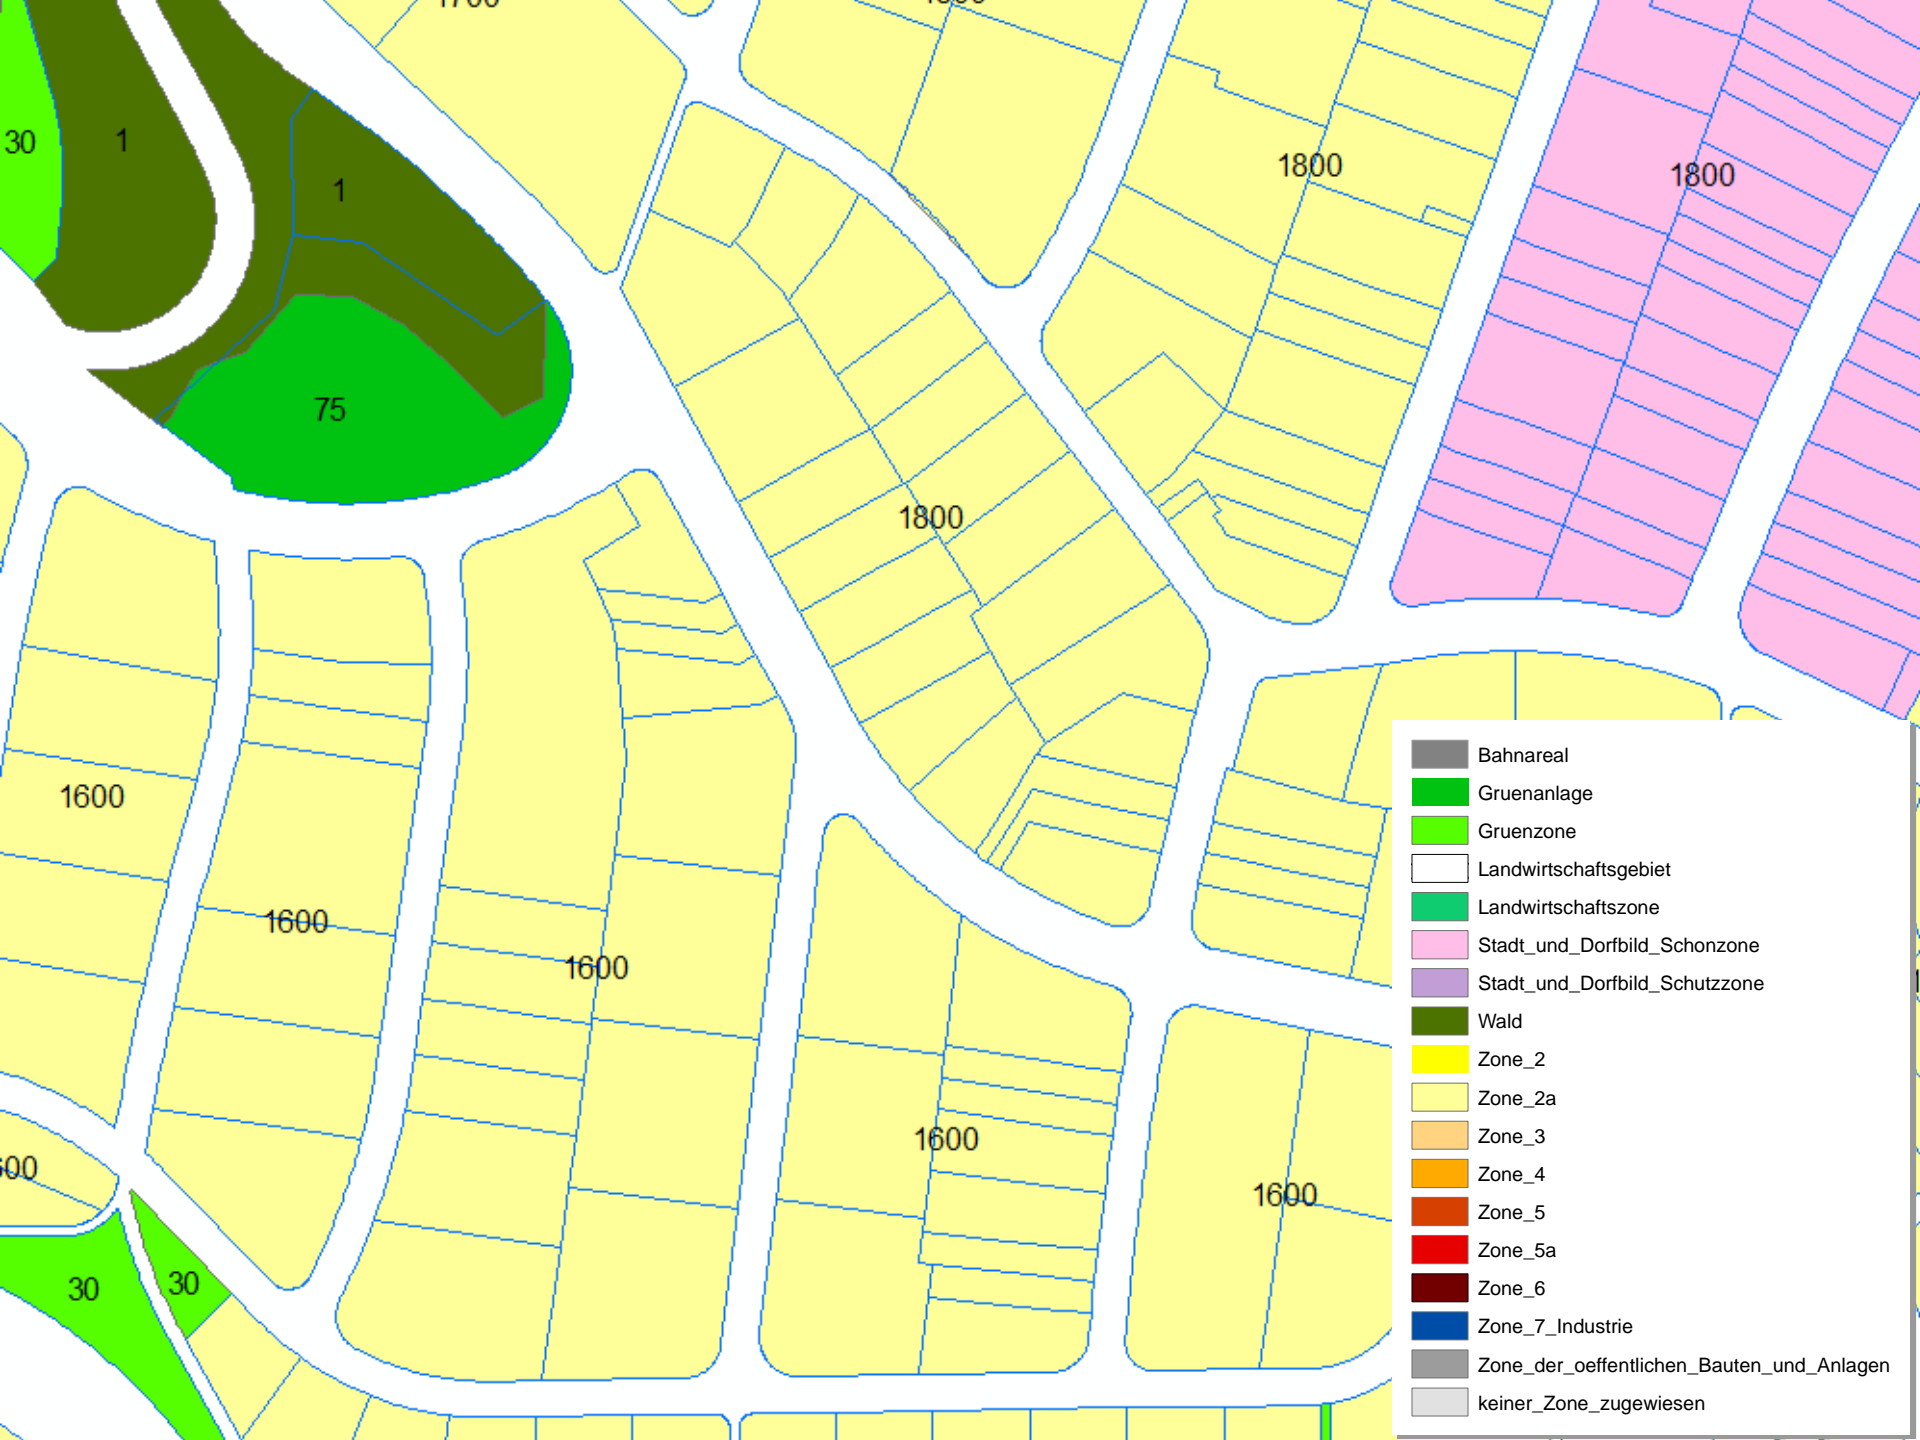 30
1
1
1800
1800
75
1800
1600
1600
1600
1600
1600
30
30
Bahnareal
Gruenanlage
Gruenzone
Landwirtschaftsgebiet
Landwirtschaftszone
Stadt_und_Dorfbild_Schonzone
Stadt_und_Dorfbild_Schutzzone
Wald
Zone_2
Zone_2a
Zone_3
Zone_4
Zone_5
Zone_5a
Zone_6
Zone_7_Industrie
Zone_der_oeffentlichen_Bauten_und_Anlagen
keiner_Zone_zugewiesen